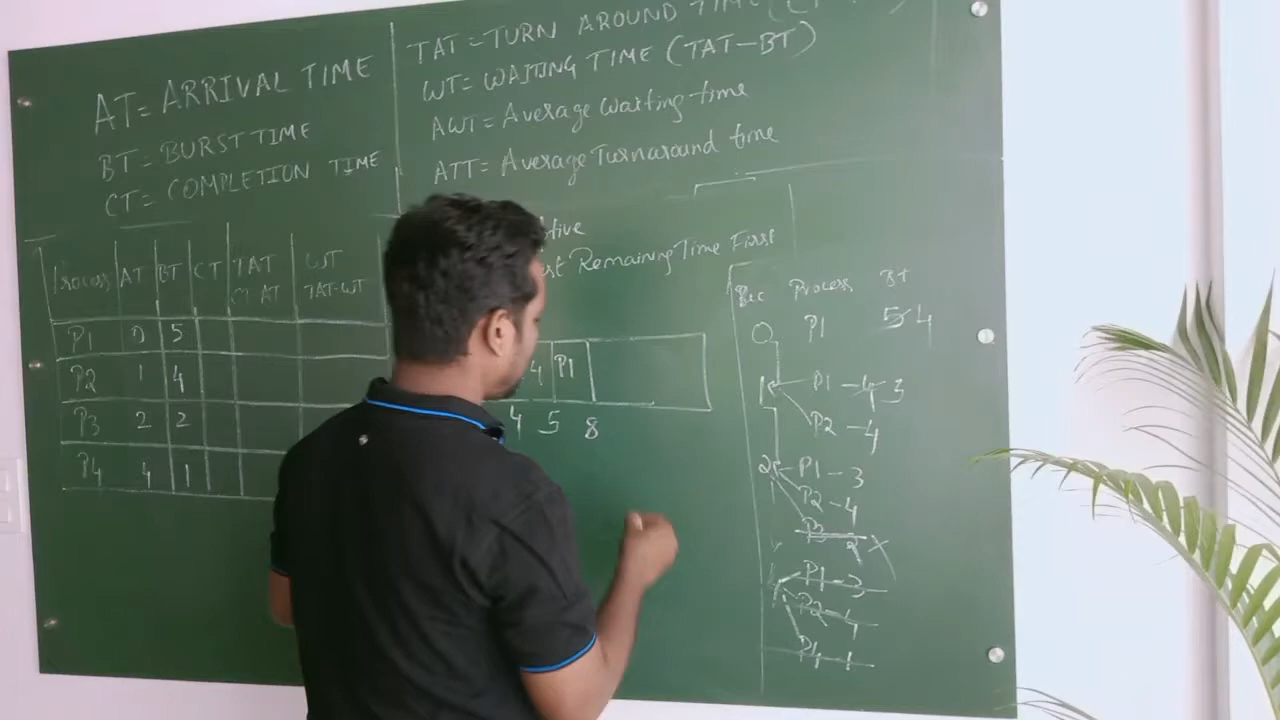 AT= ARRIVAL TIME
BT= BURST TIME
CT= COMPLETION TIME
TAT =TURN AROUND TIME
WT= WAITING TIME (TAT-BT)
AWT= Average Waiting time
ATT= Average Turnaround time
Remaining Time First
Process AT BT CT TAT WT
CT AT TAT-WT
P1 0 5
P2 1 4
P3 2 2
P4 4 1
4 P1
4 5 8
Process Bt
0 P1 5 4
1 P1 - 4 3
P2 - 4
2 P1 - 3
P2 - 4
P3 2 X
P1 - 3
P2 - 4
P4 - 1